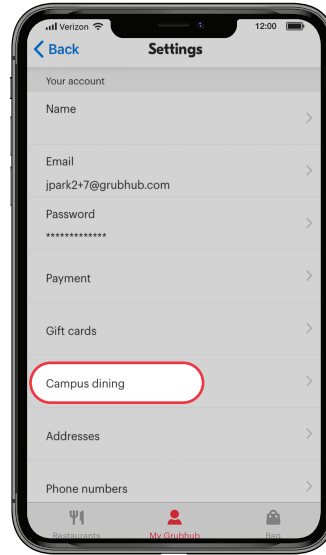 Verizon 12:00
Back Settings
Your account
Name
Email
jpark2+7@grubhub.com
Password
*************
Payment
Gift cards
Campus dining
Addresses
Phone numbers
Restaurants My Grubhub Bag